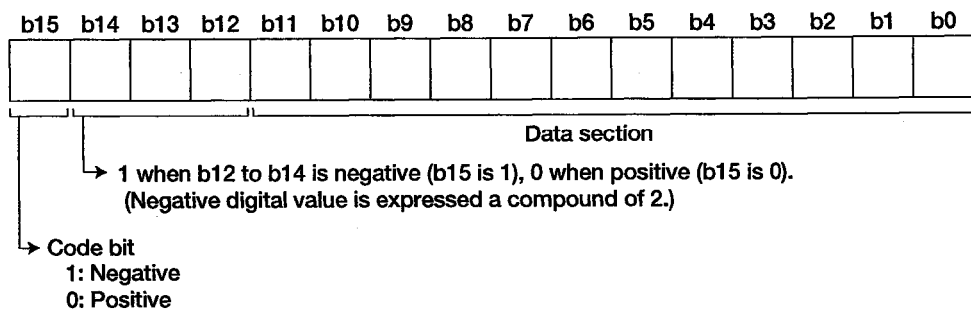 b15 b14 b13 b12 b11 b10 b9 b8 b7 b6 b5 b4 b3 b2 b1 b0
Data section
1 when b12 to b14 is negative (b15 is 1), 0 when positive (b15 is 0).
(Negative digital value is expressed a compound of 2.)
Code bit
1: Negative
0: Positive